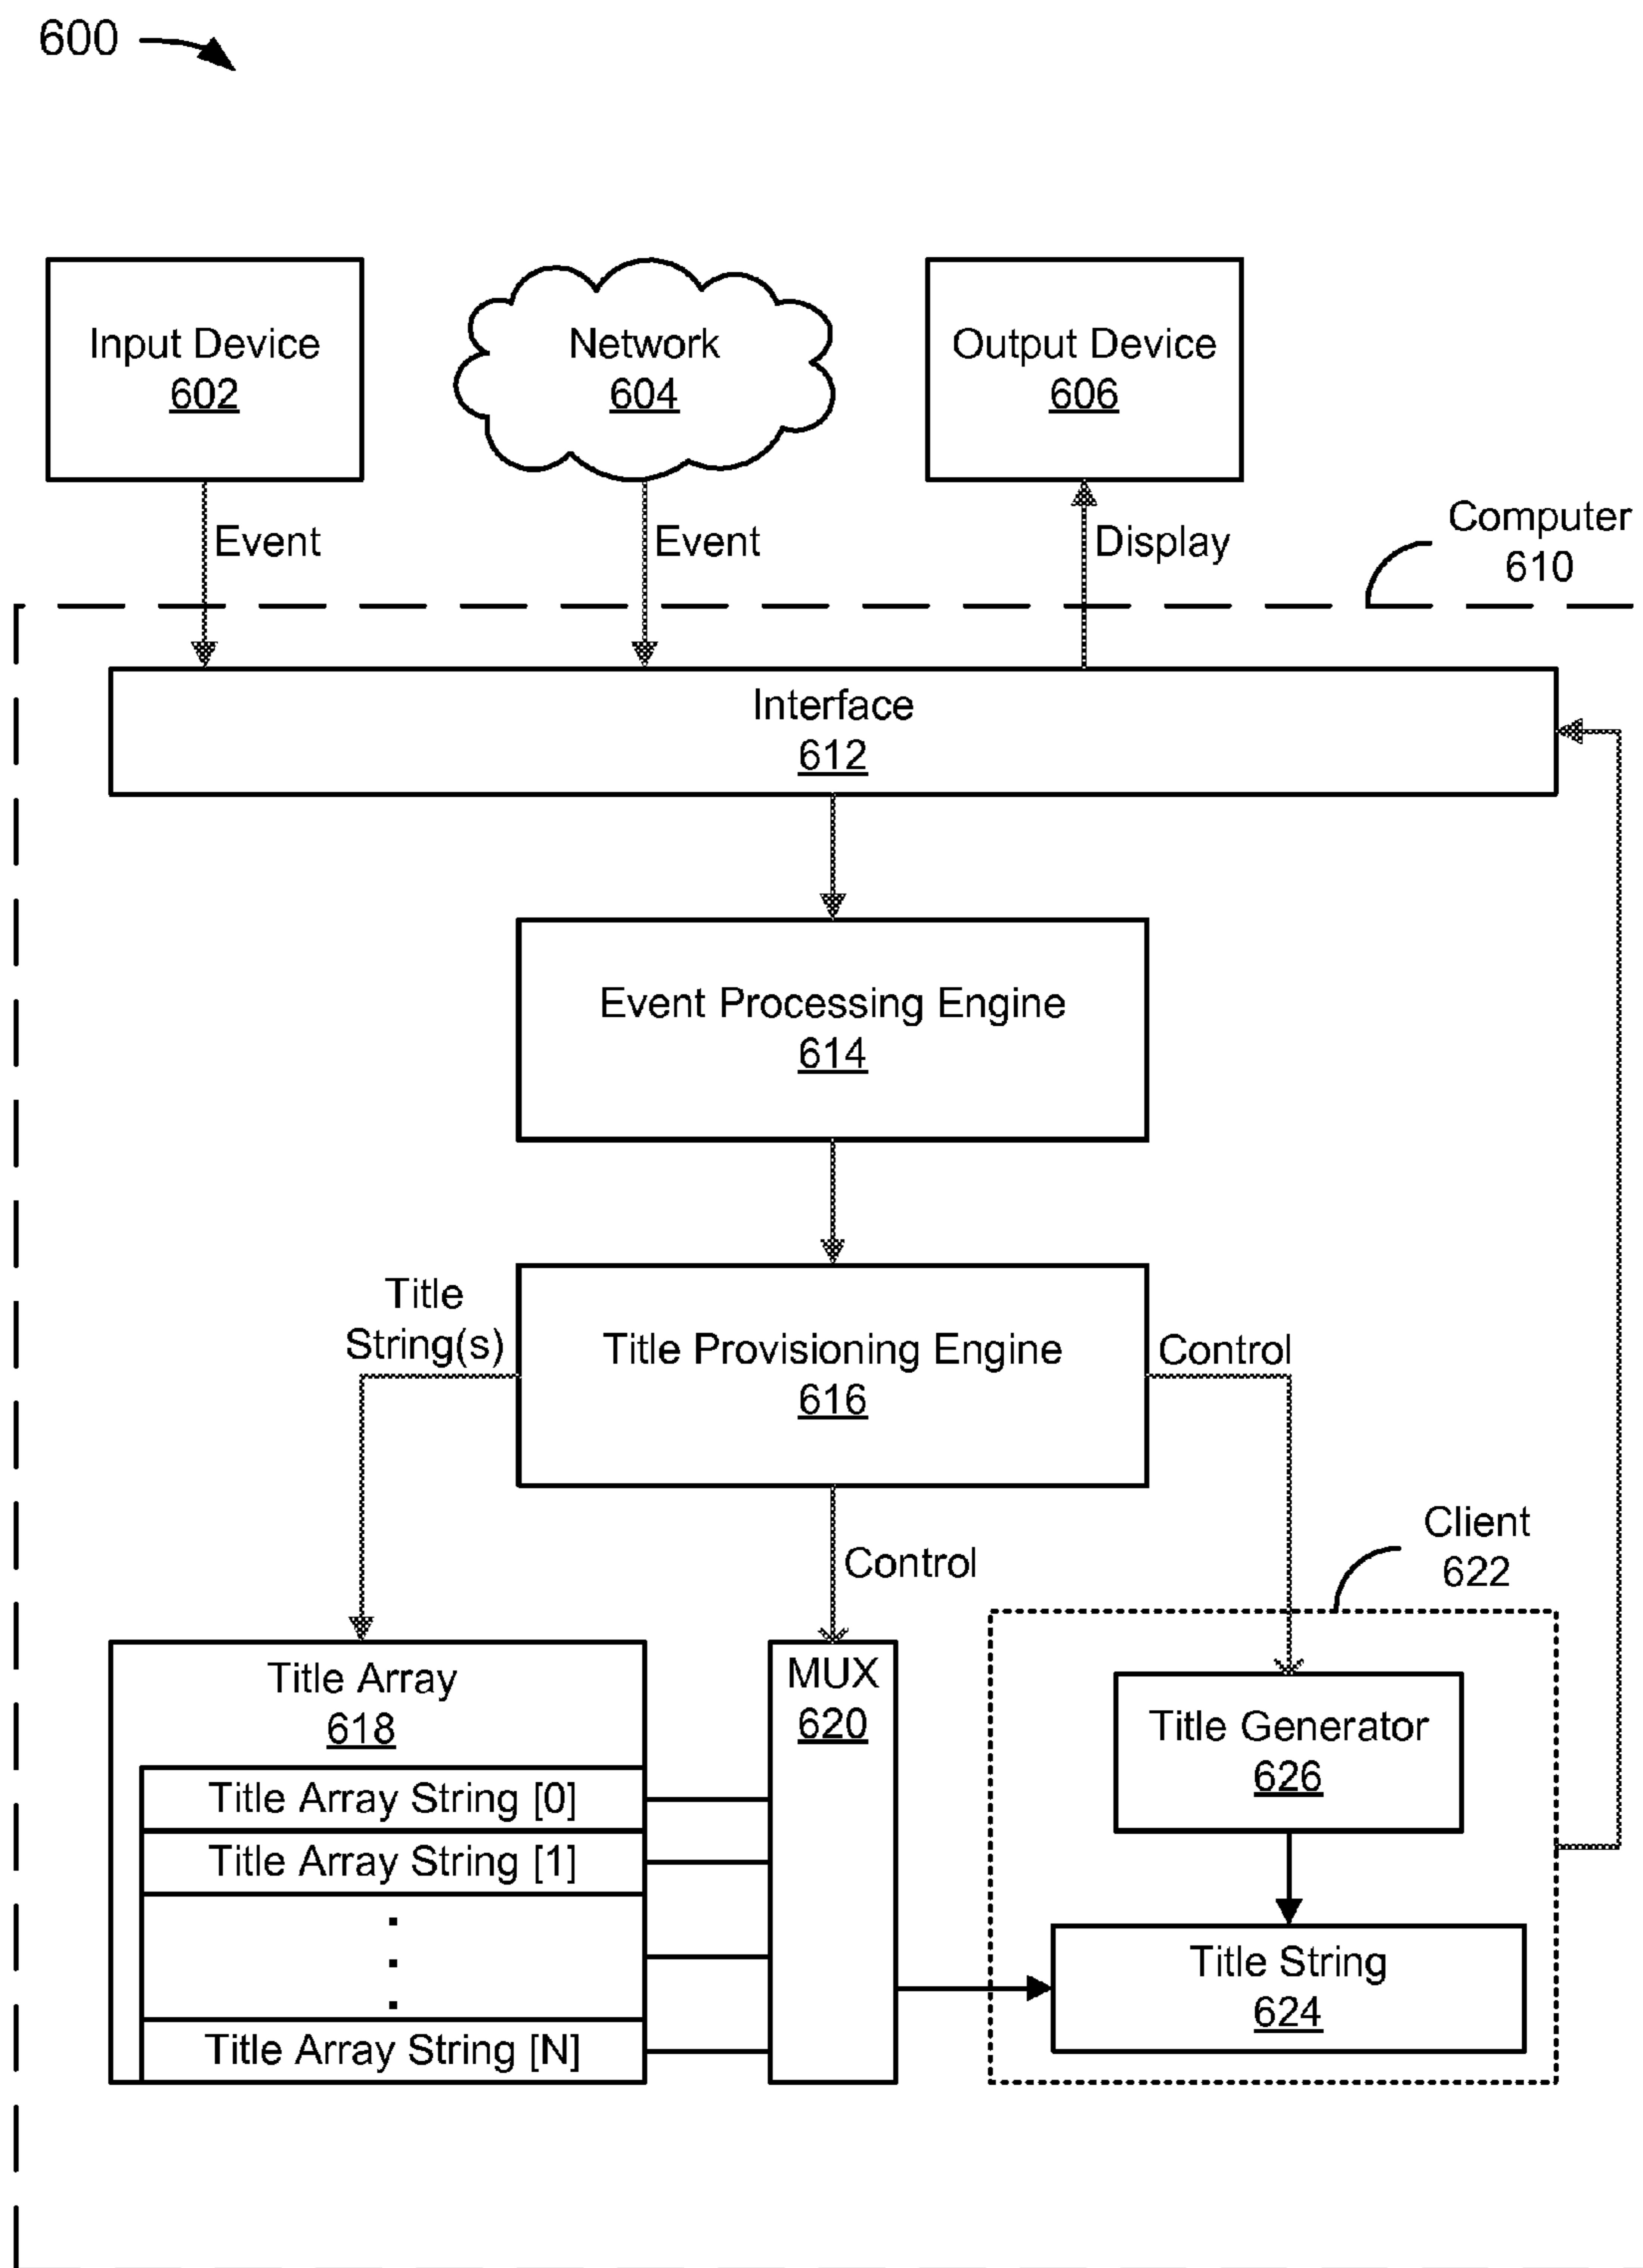 600
Input Device
602
Network
604
Output Device
606
Event
Event
Display
Computer
610
Interface
612
Event Processing Engine
614
Title
String(s)
Title Provisioning Engine
616
Control
Control
Client
622
Title Array
618
Title Array String [0]
Title Array String [1]
Title Array String [N]
MUX
620
Title Generator
626
Title String
624